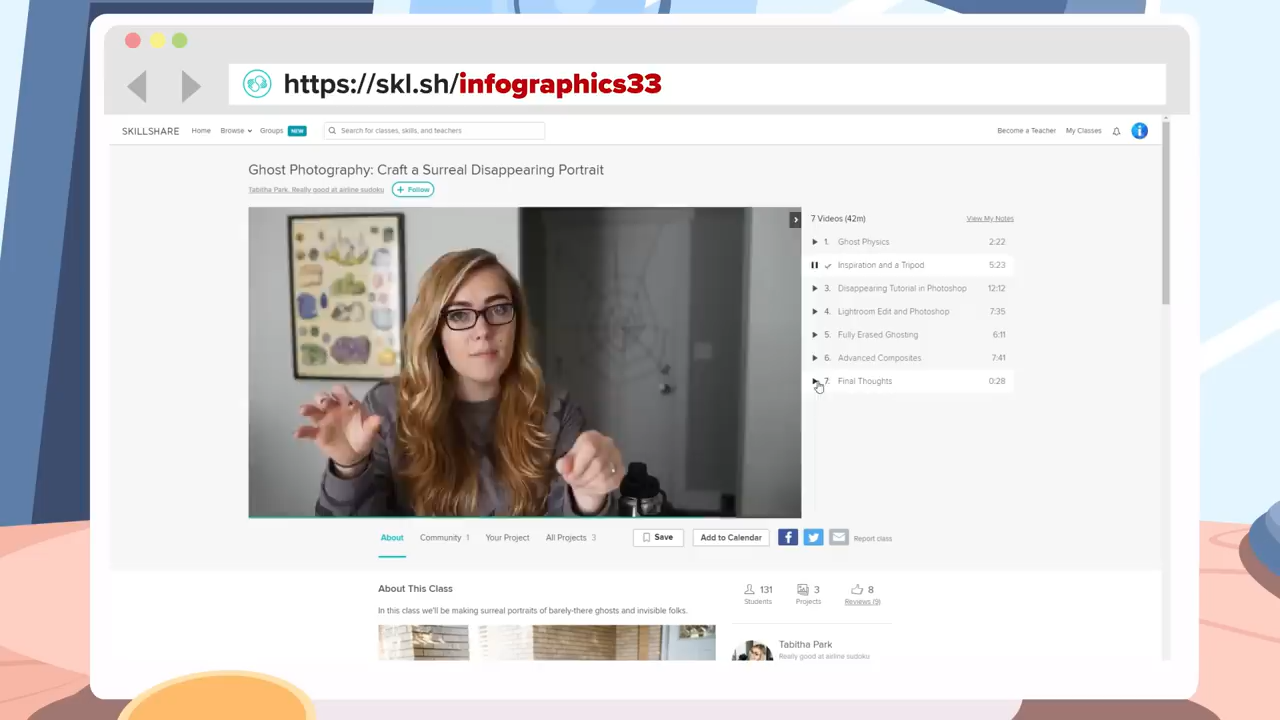 https://skl.sh/infographics33
SKILLSHARE Home Browse Groups NEW Search for classes, skills, and teachers Become a Teacher My Classes
Ghost Photography: Craft a Surreal Disappearing Portrait
Tabitha Park, Really good at airline sudoku + Follow
7 Videos (42m) View My Notes
1. Ghost Physics 2:22
Inspiration and a Tripod 5:23
3. Disappearing Tutorial in Photoshop 12:12
4. Lightroom Edit and Photoshop 7:35
5. Fully Erased Ghosting 6:11
6. Advanced Composites 7:41
7. Final Thoughts 0:28
About Community 1 Your Project All Projects 3 Save Add to Calendar Report class
About This Class
131 3 8
Students Projects Reviews (9)
In this class we'll be making surreal portraits of barely-there ghosts and invisible folks.
Tabitha Park
Really good at airline sudoku